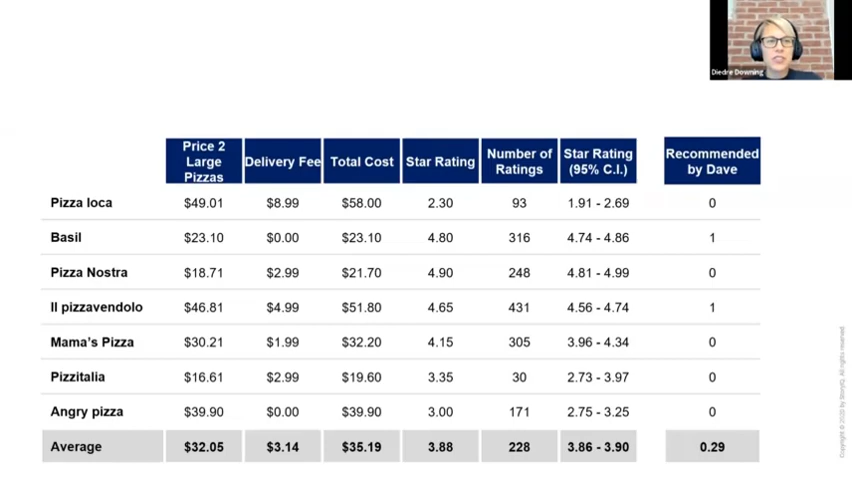 Diedre Downing
Price 2 Large Pizzas Delivery Fee Total Cost Star Rating Number of Ratings Star Rating (95% C.I.) Recommended by Dave
Pizza loca $49.01 $8.99 $58.00 2.30 93 1.91 - 2.69 0
Basil $23.10 $0.00 $23.10 4.80 316 4.74 - 4.86 1
Pizza Nostra $18.71 $2.99 $21.70 4.90 248 4.81 - 4.99 0
Il pizzavendolo $46.81 $4.99 $51.80 4.65 431 4.56 - 4.74 1
Mama's Pizza $30.21 $1.99 $32.20 4.15 305 3.96 - 4.34 0
Pizzitalia $16.61 $2.99 $19.60 3.35 30 2.73 - 3.97 0
Angry pizza $39.90 $0.00 $39.90 3.00 171 2.75 - 3.25 0
Average $32.05 $3.14 $35.19 3.88 228 3.86 - 3.90 0.29
Copyright © 2020 by StoryIQ. All rights reserved